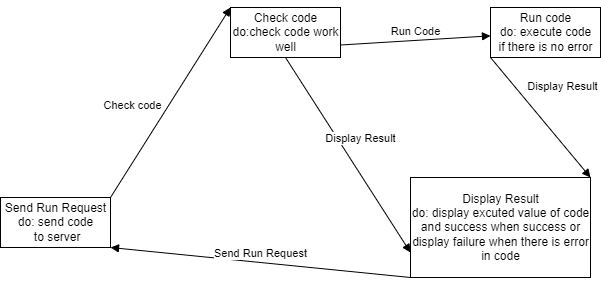 Check code
do:check code work
well
Run Code
Run code
do: execute code
if there is no error
Display Result
Check code
Display Result
Send Run Request
do: send code
to server
Display Result
do: display excuted value of code
and success when success or
display failure when there is error
in code
Send Run Request